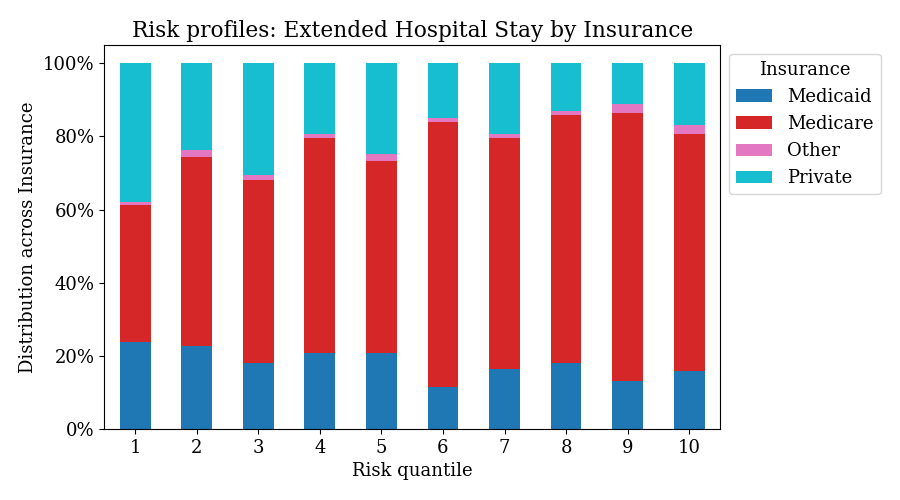 Risk profiles: Extended Hospital Stay by Insurance
Distribution across Insurance
100%
80%
60%
40%
20%
0%
1 2 3 4 5 6 7 8 9 10
Risk quantile
Insurance
Medicaid
Medicare
Other
Private